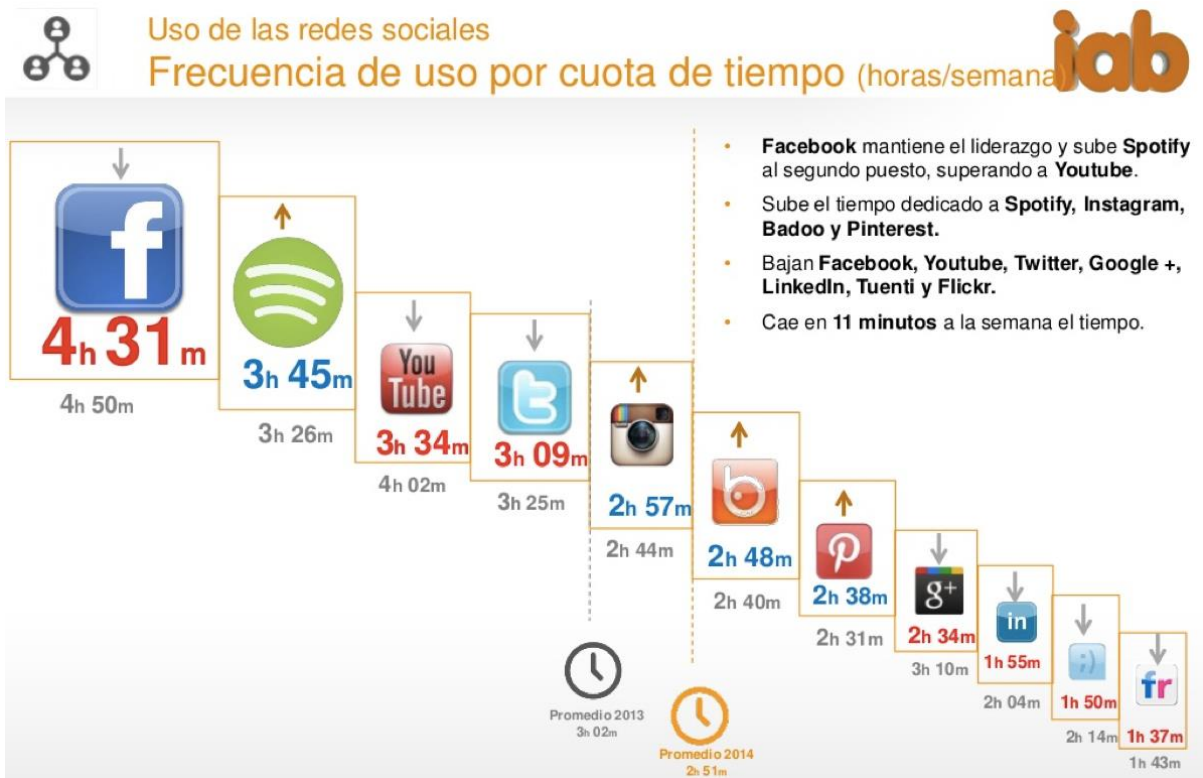 Uso de las redes sociales
Frecuencia de uso por cuota de tiempo (horas/semana)
iab
• Facebook mantiene el liderazgo y sube Spotify
al segundo puesto, superando a Youtube.
• Sube el tiempo dedicado a Spotify, Instagram,
Badoo y Pinterest.
• Bajan Facebook, Youtube, Twitter, Google +,
LinkedIn, Tuenti y Flickr.
• Cae en 11 minutos a la semana el tiempo.
f
4h 31m
4h 50m
3h 45m
3h 26m
You
Tube
3h 34m
4h 02m
t
3h 09m
3h 25m
2h 57m
2h 44m
b
2h 48m
2h 40m
p
2h 38m
2h 31m
g+
2h 34m
3h 10m
in
1h 55m
2h 04m
;)
1h 50m
2h 14m
fr
1h 37m
1h 43m
Promedio 2013
3h 02m
Promedio 2014
2h 51m